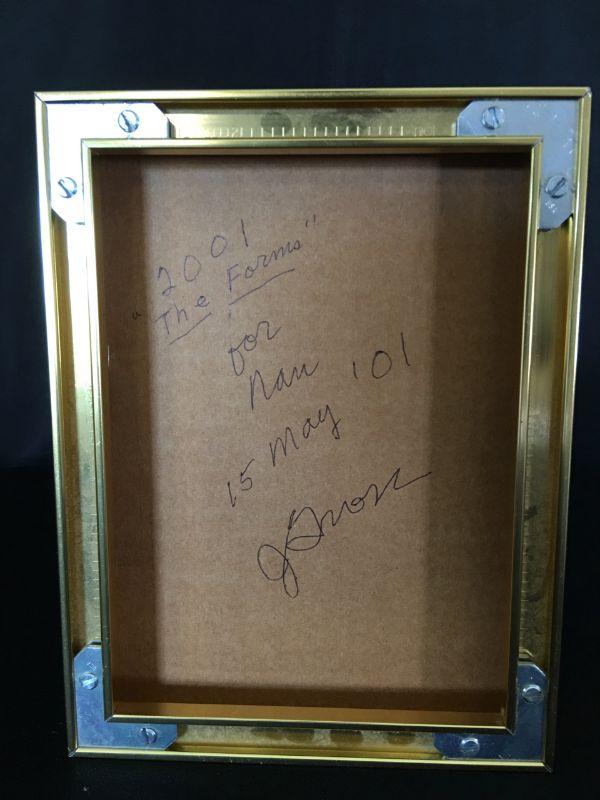 2001
"The Forms"
for
Nan
15 May '01